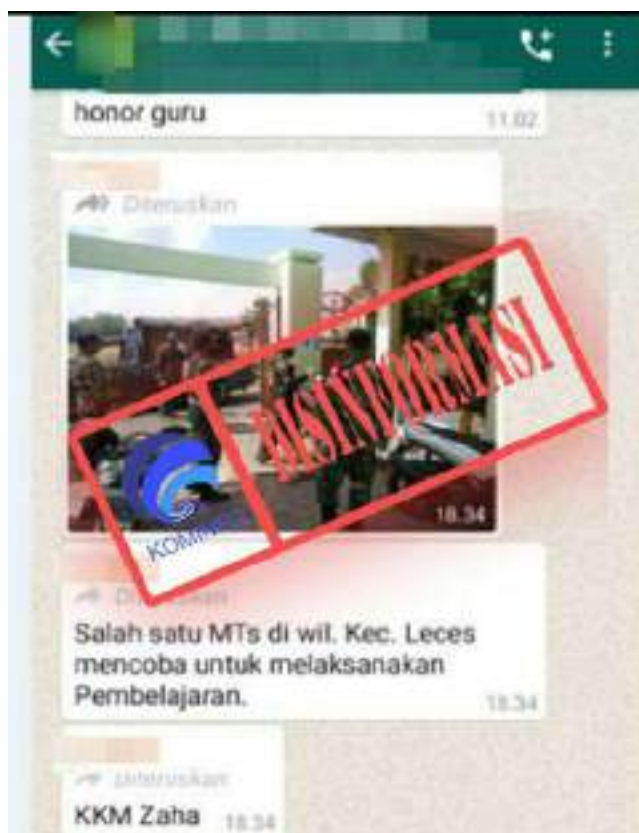 honor guru
11.02
Diteruskan
DISINFORMASI
18.34
Diteruskan
Salah satu MTs di wil. Kec. Leces
mencoba untuk melaksanakan
Pembelajaran.
18.34
Diteruskan
KKM Zaha 18.34